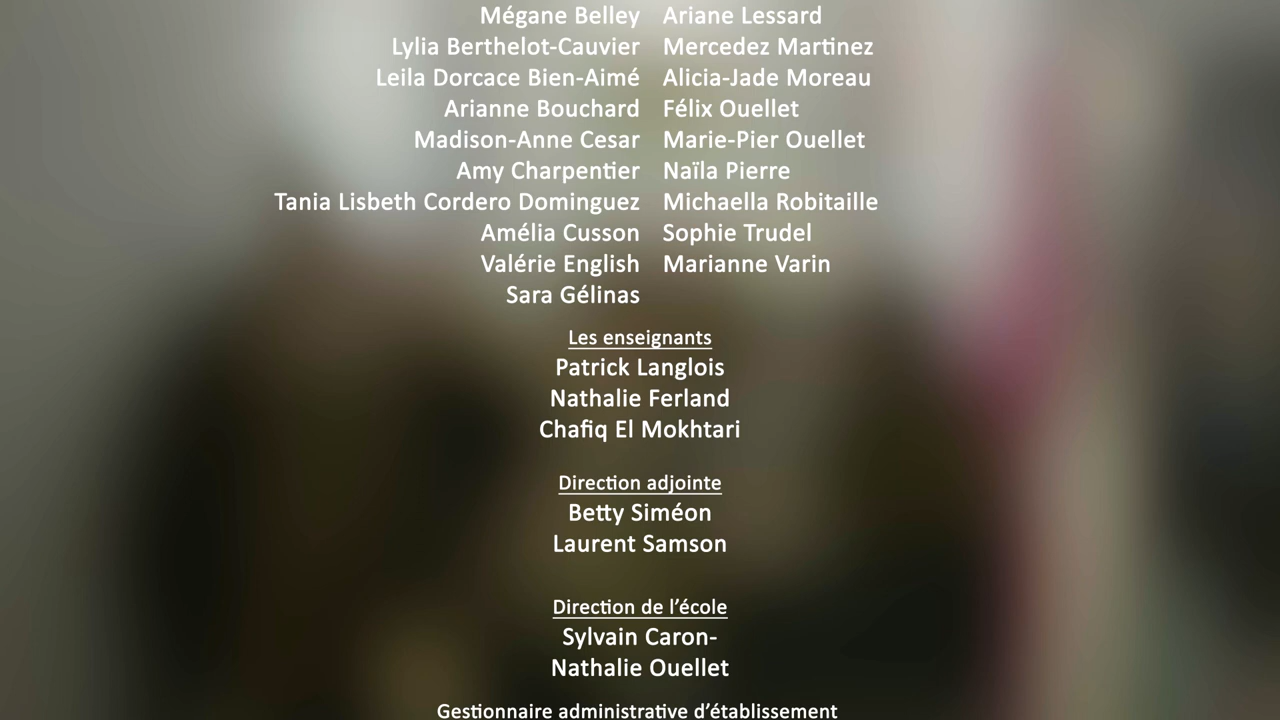 Mégane Belley Ariane Lessard
Lylia Berthelot-Cauvier Mercedez Martinez
Leila Dorcace Bien-Aimé Alicia-Jade Moreau
Arianne Bouchard Félix Ouellet
Madison-Anne Cesar Marie-Pier Ouellet
Amy Charpentier Naïla Pierre
Tania Lisbeth Cordero Dominguez Michaella Robitaille
Amélia Cusson Sophie Trudel
Valérie English Marianne Varin
Sara Gélinas
Les enseignants
Patrick Langlois
Nathalie Ferland
Chafiq El Mokhtari
Direction adjointe
Betty Siméon
Laurent Samson
Direction de l’école
Sylvain Caron-
Nathalie Ouellet
Gestionnaire administrative d’établissement